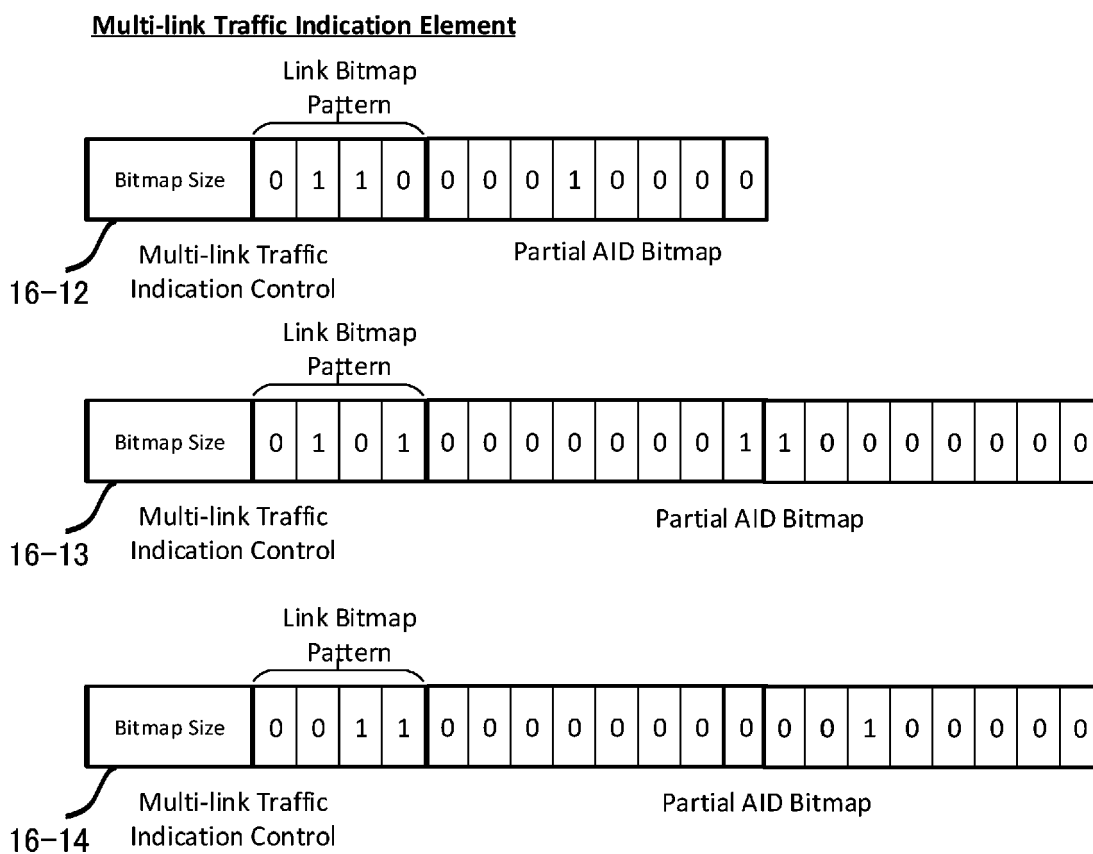 Multi-link Traffic Indication Element
Link Bitmap
Pattern
Bitmap Size 0 1 1 0 0 0 0 1 0 0 0 0
Multi-link Traffic
Indication Control
Partial AID Bitmap
16-12
Link Bitmap
Pattern
Bitmap Size 0 1 0 1 0 0 0 0 0 0 0 1 1 0 0 0 0 0 0 0
Multi-link Traffic
Indication Control
Partial AID Bitmap
16-13
Link Bitmap
Pattern
Bitmap Size 0 0 1 1 0 0 0 0 0 0 0 0 0 0 1 0 0 0 0 0
Multi-link Traffic
Indication Control
Partial AID Bitmap
16-14